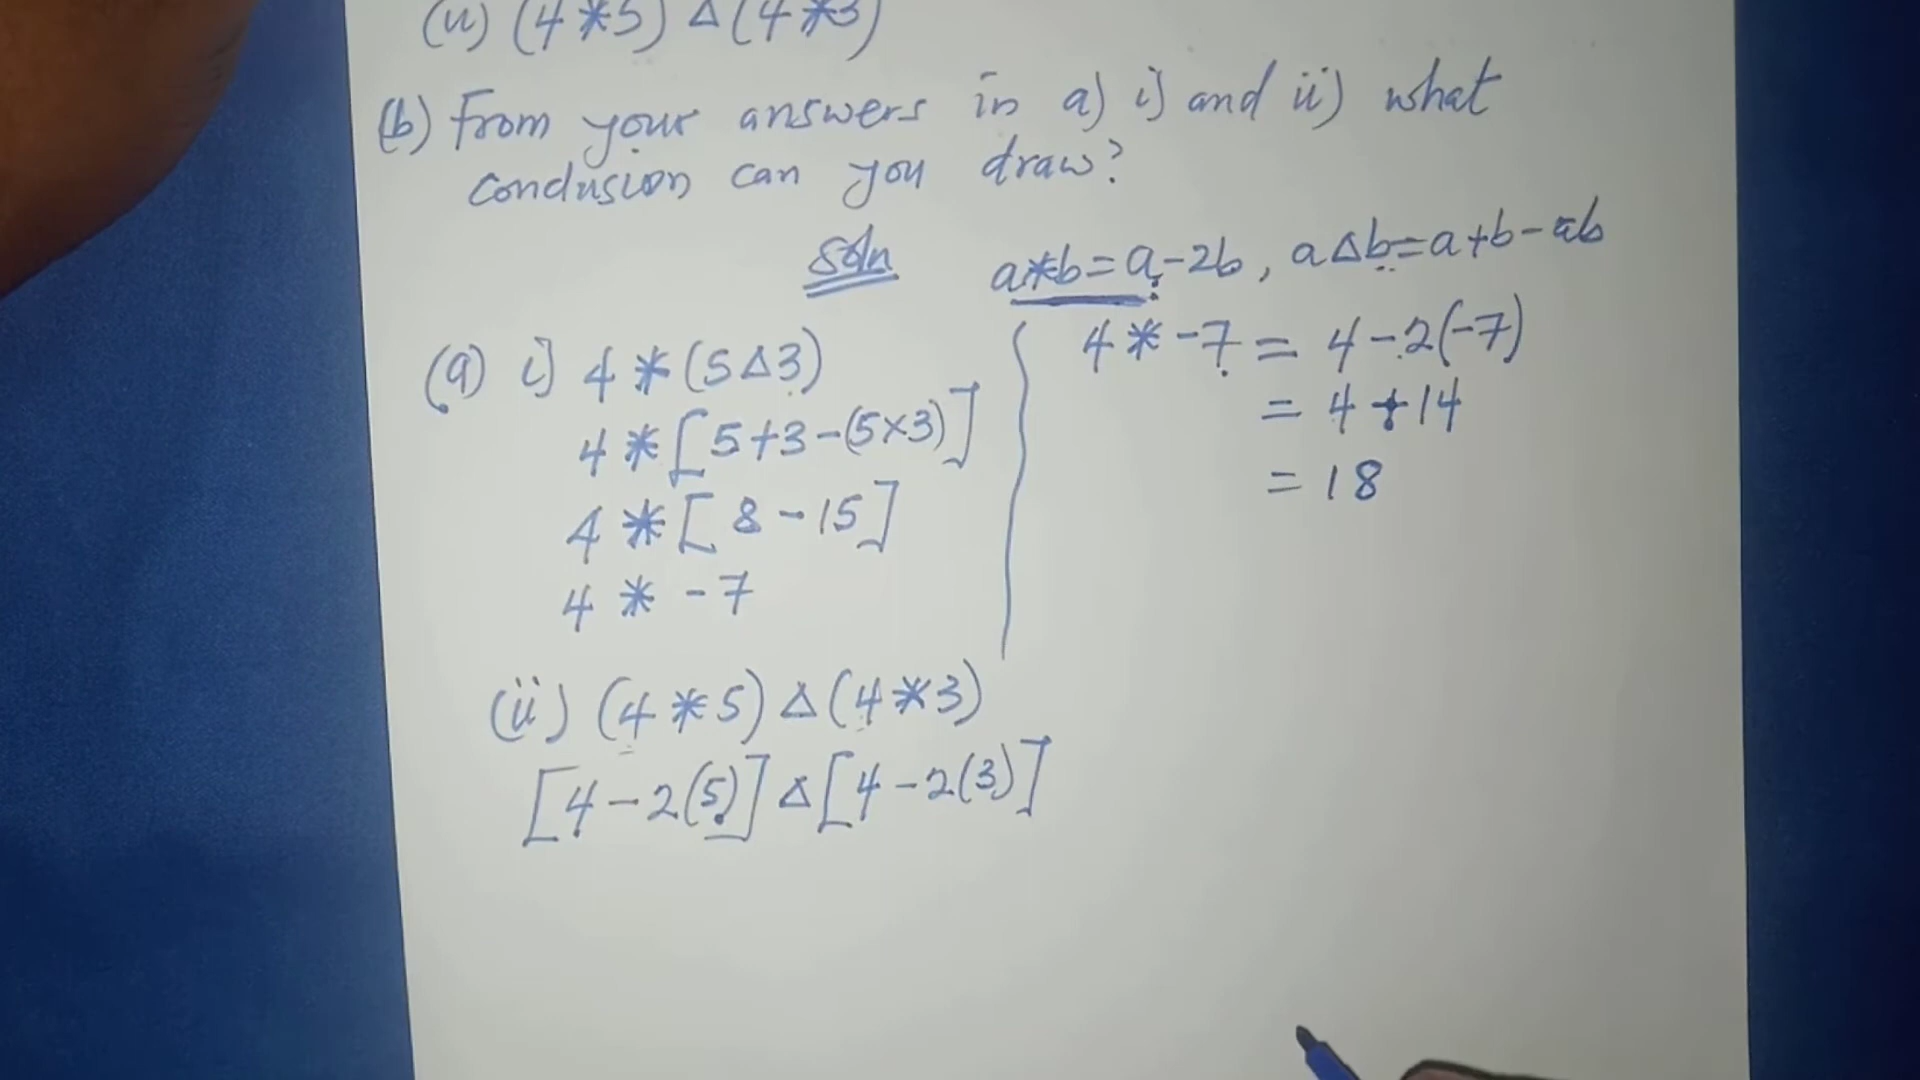 (ii) (4*5) Δ (4*3)
(b) From your answers in a) i) and ii) what
conclusion can you draw?
Soln
a*b=a-2b, aΔb=a+b-ab
(a) i) 4*(5Δ3)
4*[5+3-(5×3)]
4*[8-15]
4*-7
4*-7 = 4-2(-7)
= 4+14
= 18
(ii) (4*5) Δ (4*3)
[4-2(5)] Δ [4-2(3)]